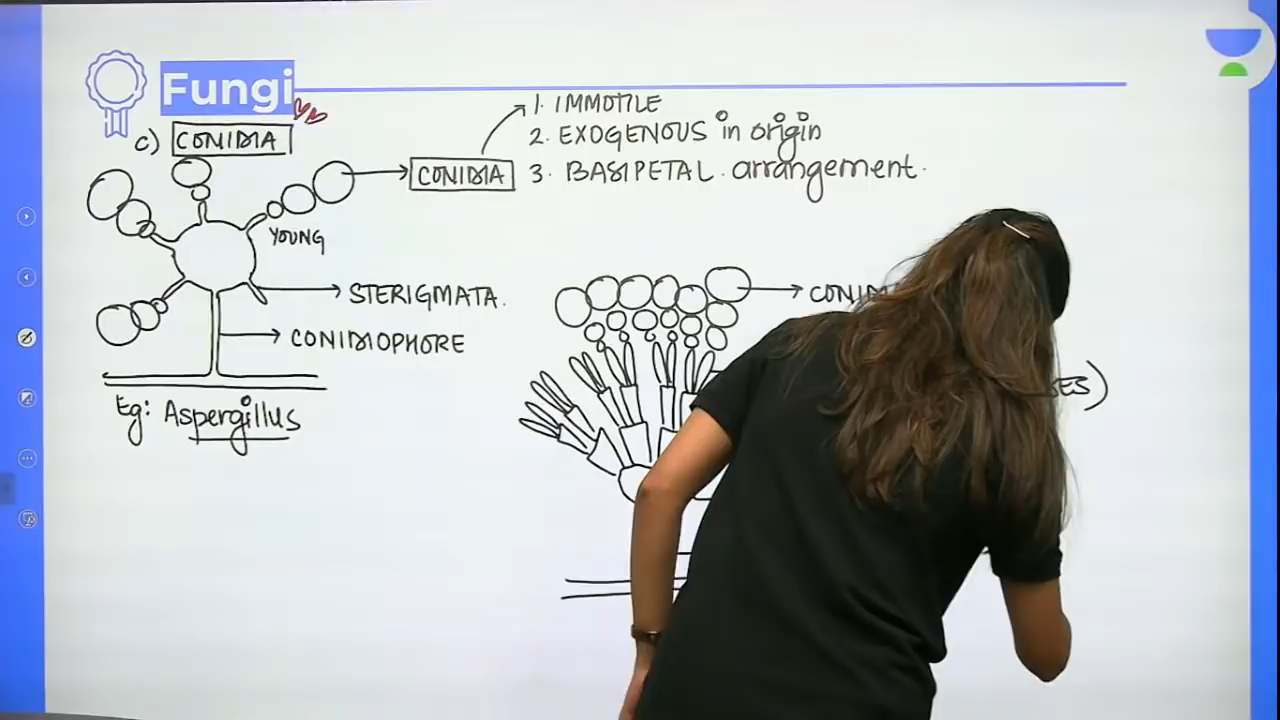 Fungi
c) CONIDIA
1. IMMOTILE
2. EXOGENOUS in origin
CONIDIA 3. BASIPETAL arrangement.
YOUNG
STERIGMATA.
CONIDIOPHORE
Eg: Aspergillus